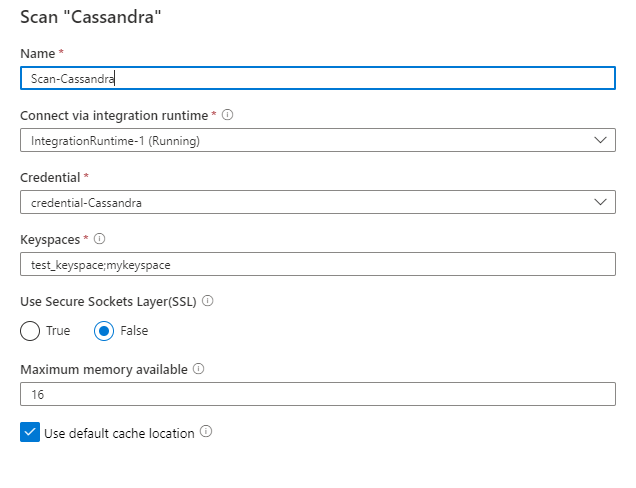 Scan "Cassandra"
Name *
Scan-Cassandra
Connect via integration runtime * ⓘ
IntegrationRuntime-1 (Running)
Credential *
credential-Cassandra
Keyspaces * ⓘ
test_keyspace;mykeyspace
Use Secure Sockets Layer(SSL) ⓘ
True False
Maximum memory available ⓘ
16
Use default cache location ⓘ